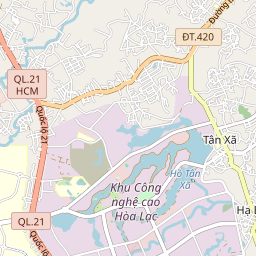 Đường
ĐT.420
QL.21
HCM
Quốc lộ 21
Tân Xã
Hồ Tân
Xã
Khu Công
nghệ cao
Hòa Lạc
Hạ
QL.21
Quốc lộ